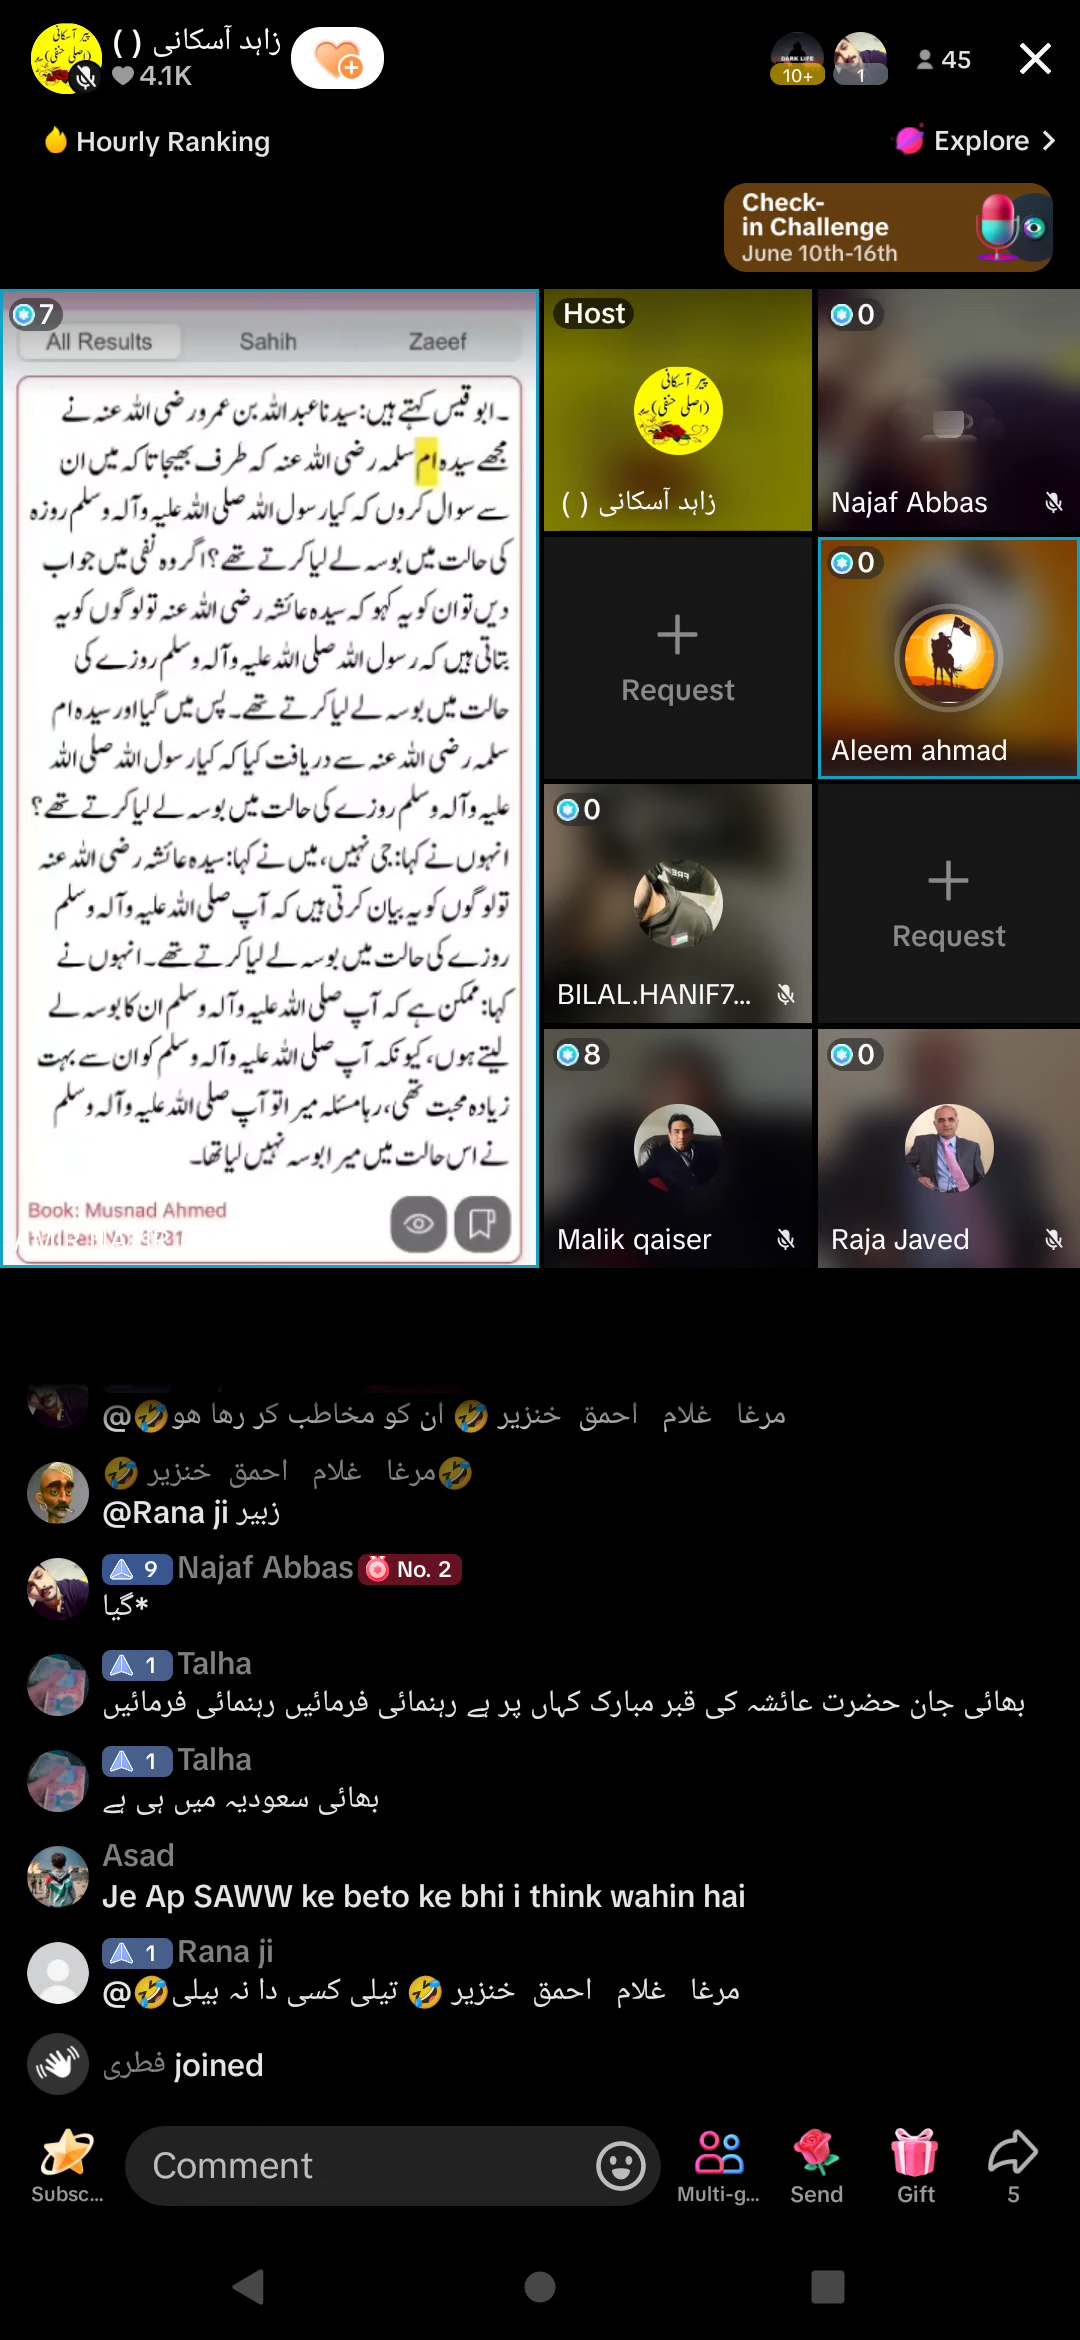 زاہد آسکانی ( )
4.1K
10+
1
45
Hourly Ranking
Explore
Check-
in Challenge
June 10th-16th
7
All Results
Sahih
Zaeef
۔ابو قیس کہتے ہیں: سیدنا عبد اللہ بن عمرو رضی اللہ عنہ نے
مجھے سیدہ ام سلمہ رضی اللہ عنہ کہ طرف بھیجا تا کہ میں ان
سے سوال کروں کہ کیا رسول اللہ صلی اللہ علیہ وآلہ وسلم روزہ
کی حالت میں بوسہ لے لیا کرتے تھے؟ اگر وہ نفی میں جواب
دیں تو ان کو یہ کہو کہ سیدہ عائشہ رضی اللہ عنہ تو لوگوں کو یہ
بتاتی ہیں کہ رسول اللہ صلی اللہ علیہ وآلہ وسلم روزے کی
حالت میں بوسہ لے لیا کرتے تھے۔ پس میں گیا اور سیدہ ام
سلمہ رضی اللہ عنہ سے دریافت کیا کہ کیا رسول اللہ صلی اللہ
علیہ وآلہ وسلم روزے کی حالت میں بوسہ لے لیا کرتے تھے؟
انہوں نے کہا: جی نہیں، میں نے کہا: سیدہ عائشہ رضی اللہ عنہ
تو لوگوں کو یہ بیان کرتی ہیں کہ آپ صلی اللہ علیہ وآلہ وسلم
روزے کی حالت میں بوسہ لے لیا کرتے تھے۔ انہوں نے
کہا: ممکن ہے کہ آپ صلی اللہ علیہ وآلہ وسلم ان کا بوسہ لے
لیتے ہوں، کیونکہ آپ صلی اللہ علیہ وآلہ وسلم کو ان سے بہت
زیادہ محبت تھی، رہا مسئلہ میرا تو آپ صلی اللہ علیہ وآلہ وسلم
نے اس حالت میں میرا بوسہ نہیں لیا تھا۔
Book: Musnad Ahmed
Host
پیر آسکانی
(اصلی حنفی)
زاہد آسکانی ( )
0
Najaf Abbas
Request
0
Aleem ahmad
0
BILAL.HANIF7...
Request
8
Malik qaiser
0
Raja Javed
@🤣مرغا غلام احمق خنزیر 🤣 ان کو مخاطب کر رھا ھو
🤣مرغا غلام احمق خنزیر 🤣
@Rana ji زبیر
9 Najaf Abbas No. 2
گیا*
1 Talha
بھائی جان حضرت عائشہ کی قبر مبارک کہاں پر ہے رہنمائی فرمائیں رہنمائی فرمائیں
1 Talha
بھائی سعودیہ میں ہی ہے
Asad
Je Ap SAWW ke beto ke bhi i think wahin hai
1 Rana ji
@🤣مرغا غلام احمق خنزیر 🤣 تیلی کسی دا نہ بیلی
فطری joined
Comment
Subsc...
Multi-g...
Send
Gift
5